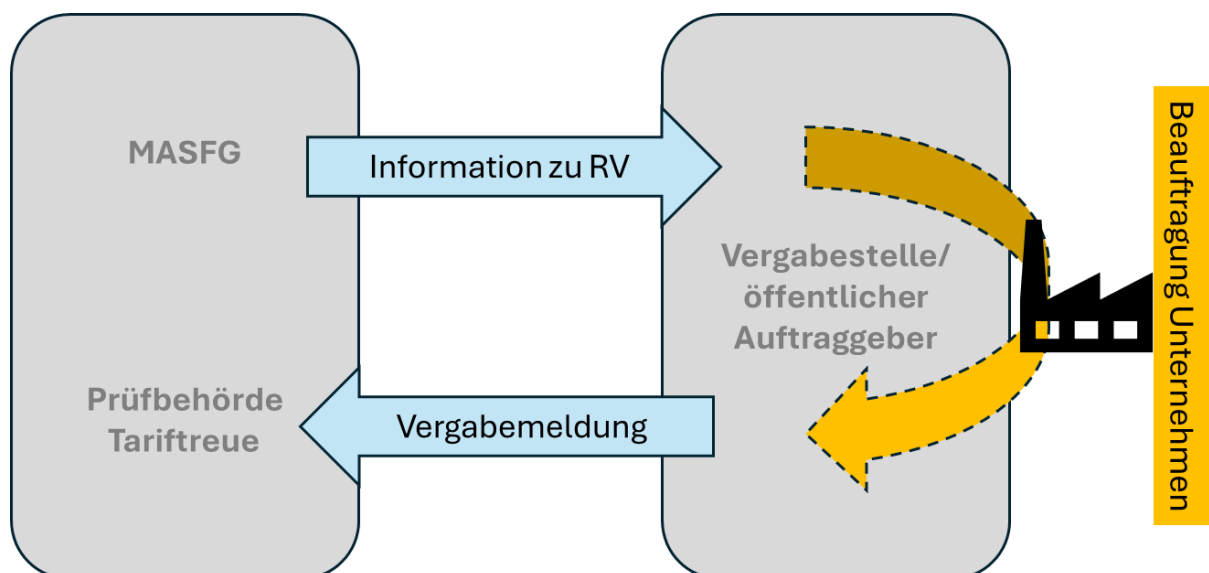 MASFG
Information zu RV
Vergabestelle/
öffentlicher
Auftraggeber
Prüfbehörde
Tariftreue
Vergabemeldung
Beauftragung Unternehmen